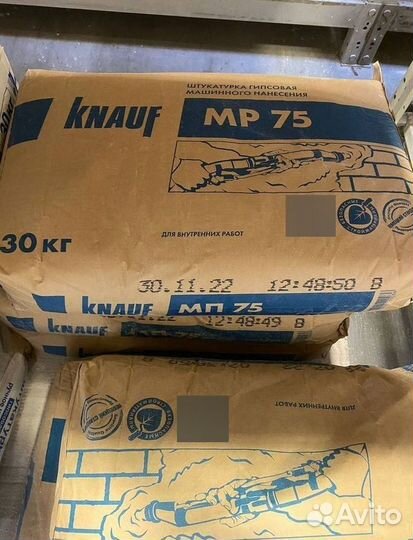 ШТУКАТУРКА ГИПСОВАЯ
МАШИННОГО НАНЕСЕНИЯ
KNAUF
MP 75
30 кг
ДЛЯ ВНУТРЕННИХ РАБОТ
30.11.22 12:48:50 В
KNAUF МП 75
12:48:49 В
KNAUF
ДЛЯ ВНУТРЕННИХ РАБОТ
Avito